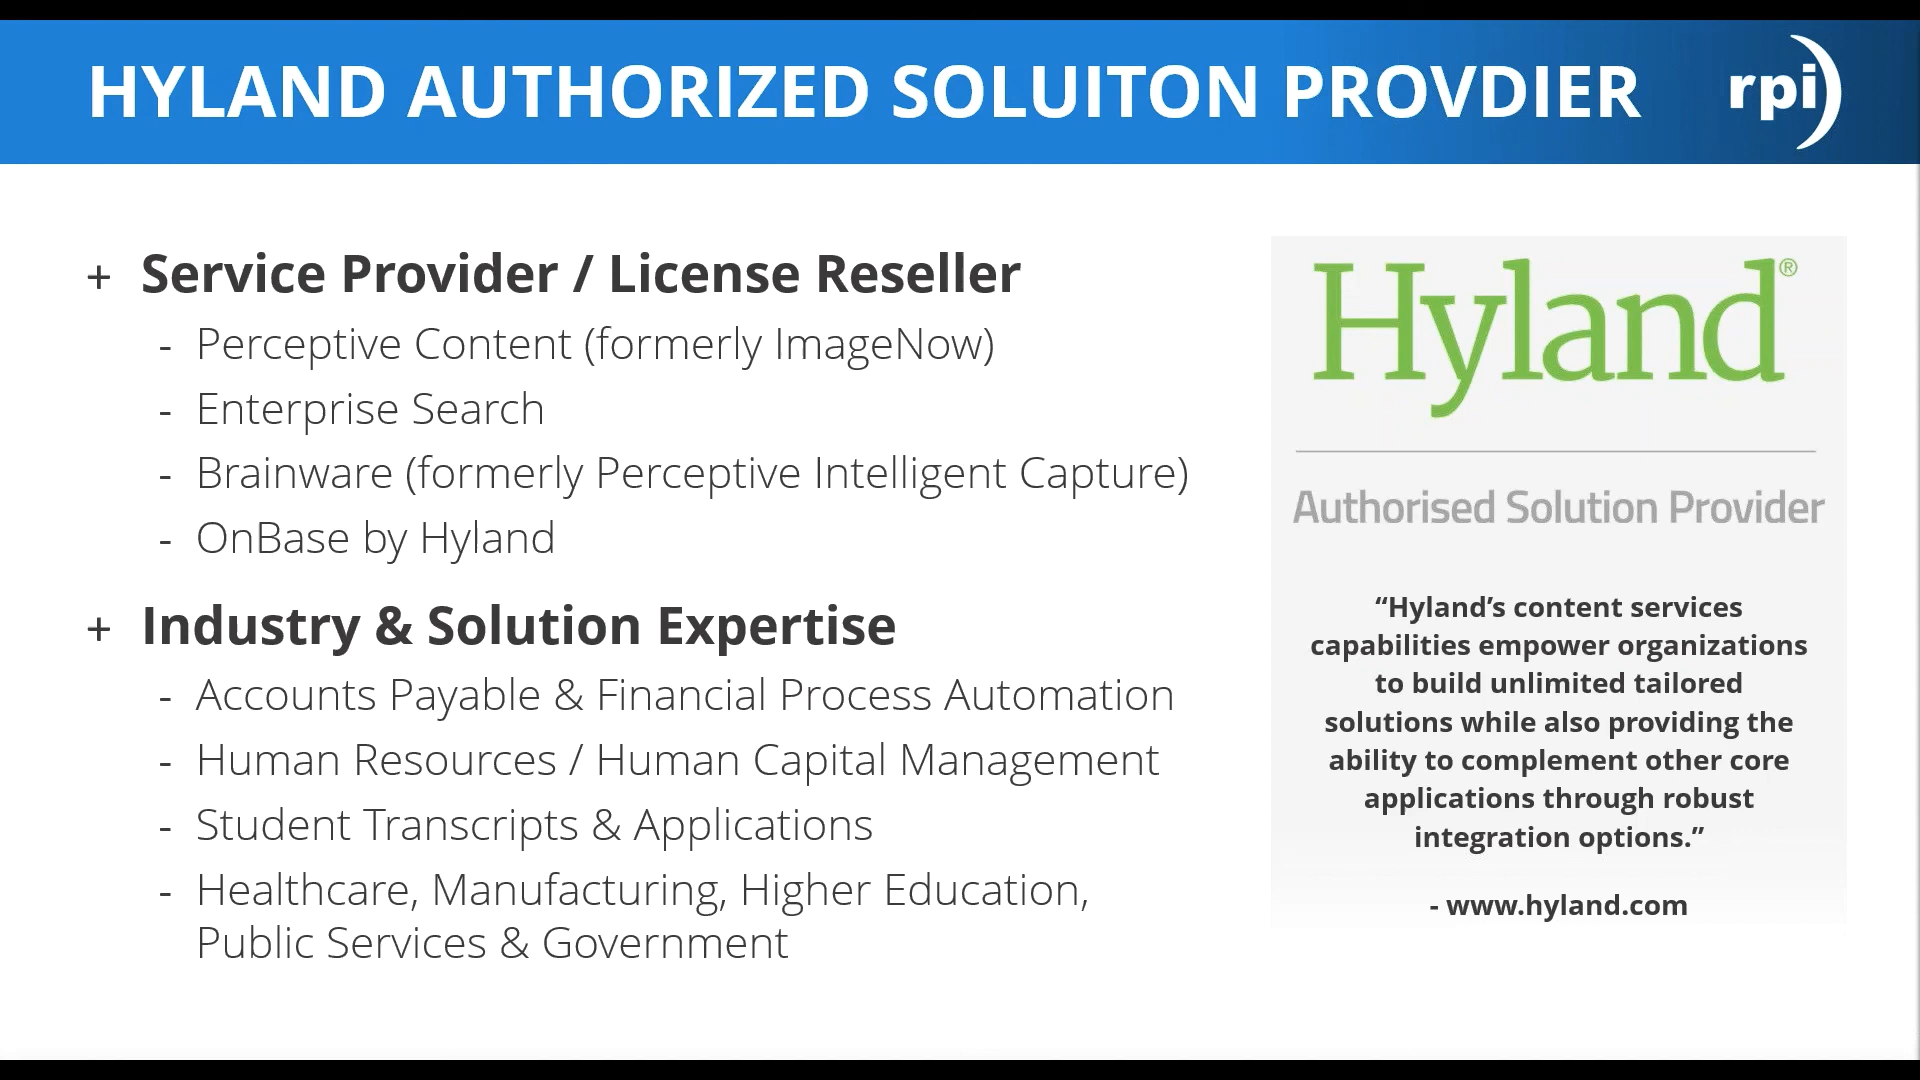 HYLAND AUTHORIZED SOLUITON PROVDIER
rpi
+ Service Provider / License Reseller
- Perceptive Content (formerly ImageNow)
- Enterprise Search
- Brainware (formerly Perceptive Intelligent Capture)
- OnBase by Hyland
+ Industry & Solution Expertise
- Accounts Payable & Financial Process Automation
- Human Resources / Human Capital Management
- Student Transcripts & Applications
- Healthcare, Manufacturing, Higher Education,
Public Services & Government
Hyland®
Authorised Solution Provider
“Hyland’s content services
capabilities empower organizations
to build unlimited tailored
solutions while also providing the
ability to complement other core
applications through robust
integration options.”
- www.hyland.com